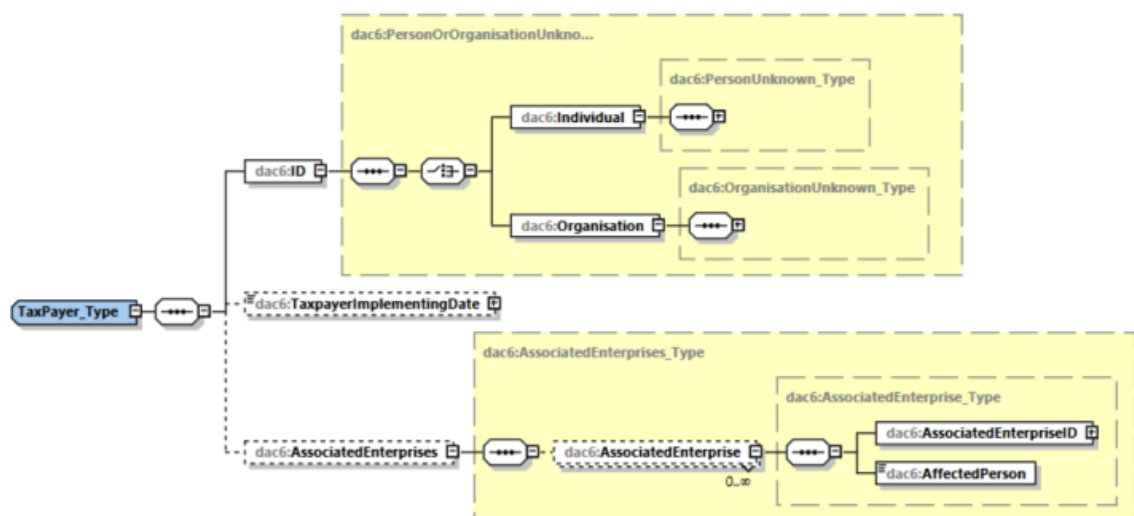 dac6:PersonOrOrganisationUnkno...
dac6:PersonUnknown_Type
dac6:Individual
dac6:ID
dac6:OrganisationUnknown_Type
dac6:Organisation
dac6:TaxpayerImplementingDate
TaxPayer_Type
dac6:AssociatedEnterprises_Type
dac6:AssociatedEnterprise_Type
dac6:AssociatedEnterpriseID
dac6:AssociatedEnterprises
dac6:AssociatedEnterprise
dac6:AffectedPerson
0..∞